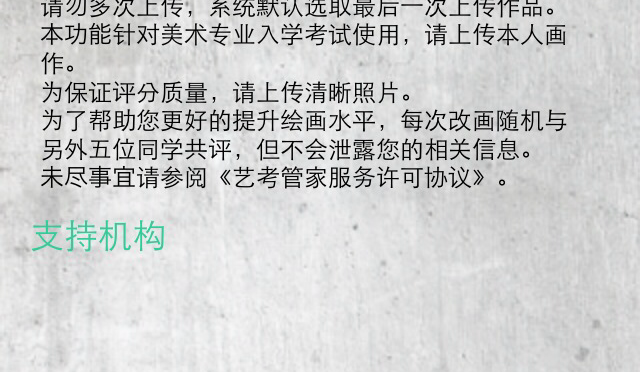 请勿多次上传，系统默认选取最后一次上传作品。
本功能针对美术专业入学考试使用，请上传本人画
作。
为保证评分质量，请上传清晰照片。
为了帮助您更好的提升绘画水平，每次改画随机与
另外五位同学共评，但不会泄露您的相关信息。
未尽事宜请参阅《艺考管家服务许可协议》。
支持机构